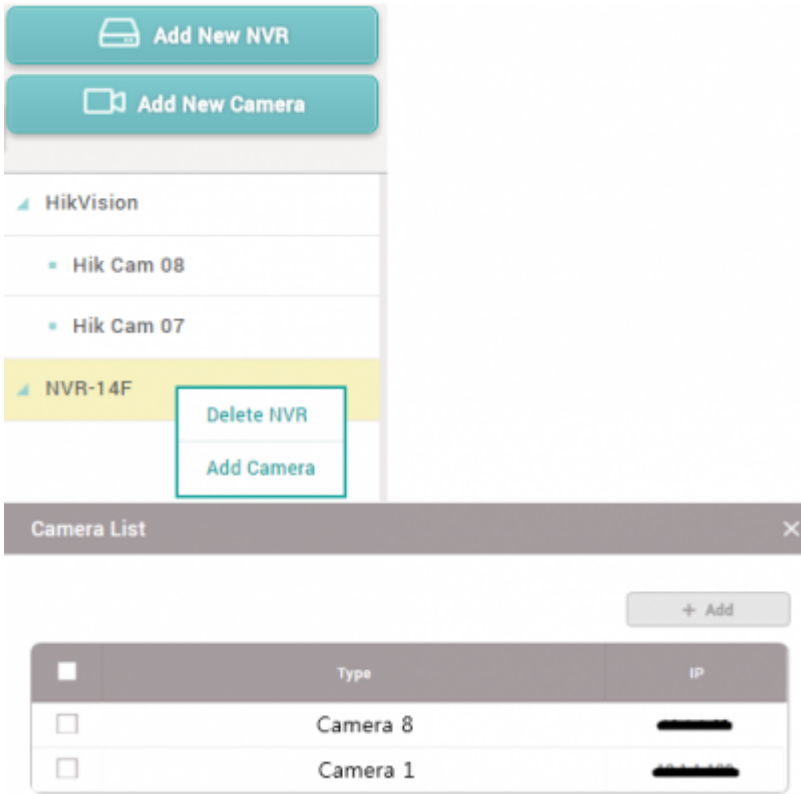 Add New NVR
Add New Camera
HikVision
Hik Cam 08
Hik Cam 07
NVR-14F
Delete NVR
Add Camera
Camera List
+ Add
Type IP
Camera 8
Camera 1